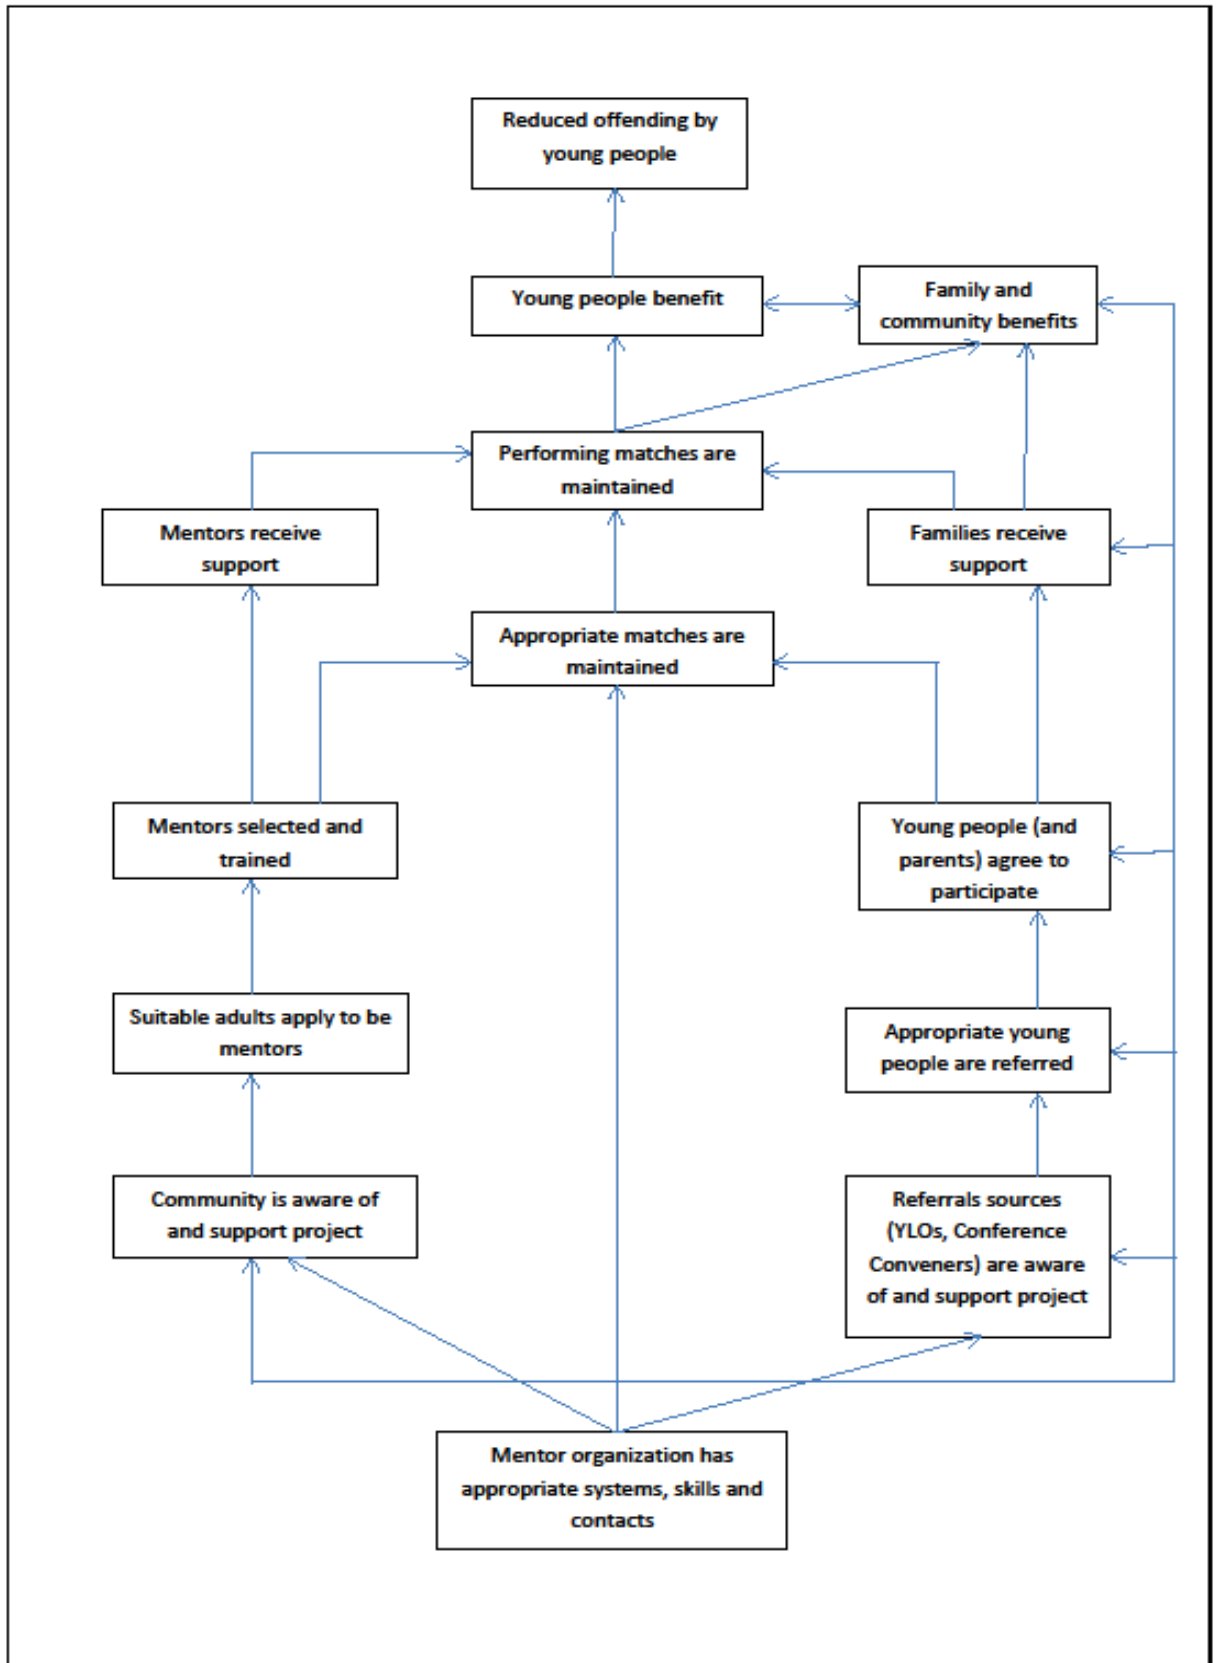 Reduced offending by
young people
Young people benefit
Family and
community benefits
Performing matches are
maintained
Mentors receive
support
Families receive
support
Appropriate matches are
maintained
Mentors selected and
trained
Young people (and
parents) agree to
participate
Suitable adults apply to be
mentors
Appropriate young
people are referred
Community is aware of
and support project
Referrals sources
(YLOs, Conference
Conveners) are aware
of and support project
Mentor organization has
appropriate systems, skills and
contacts